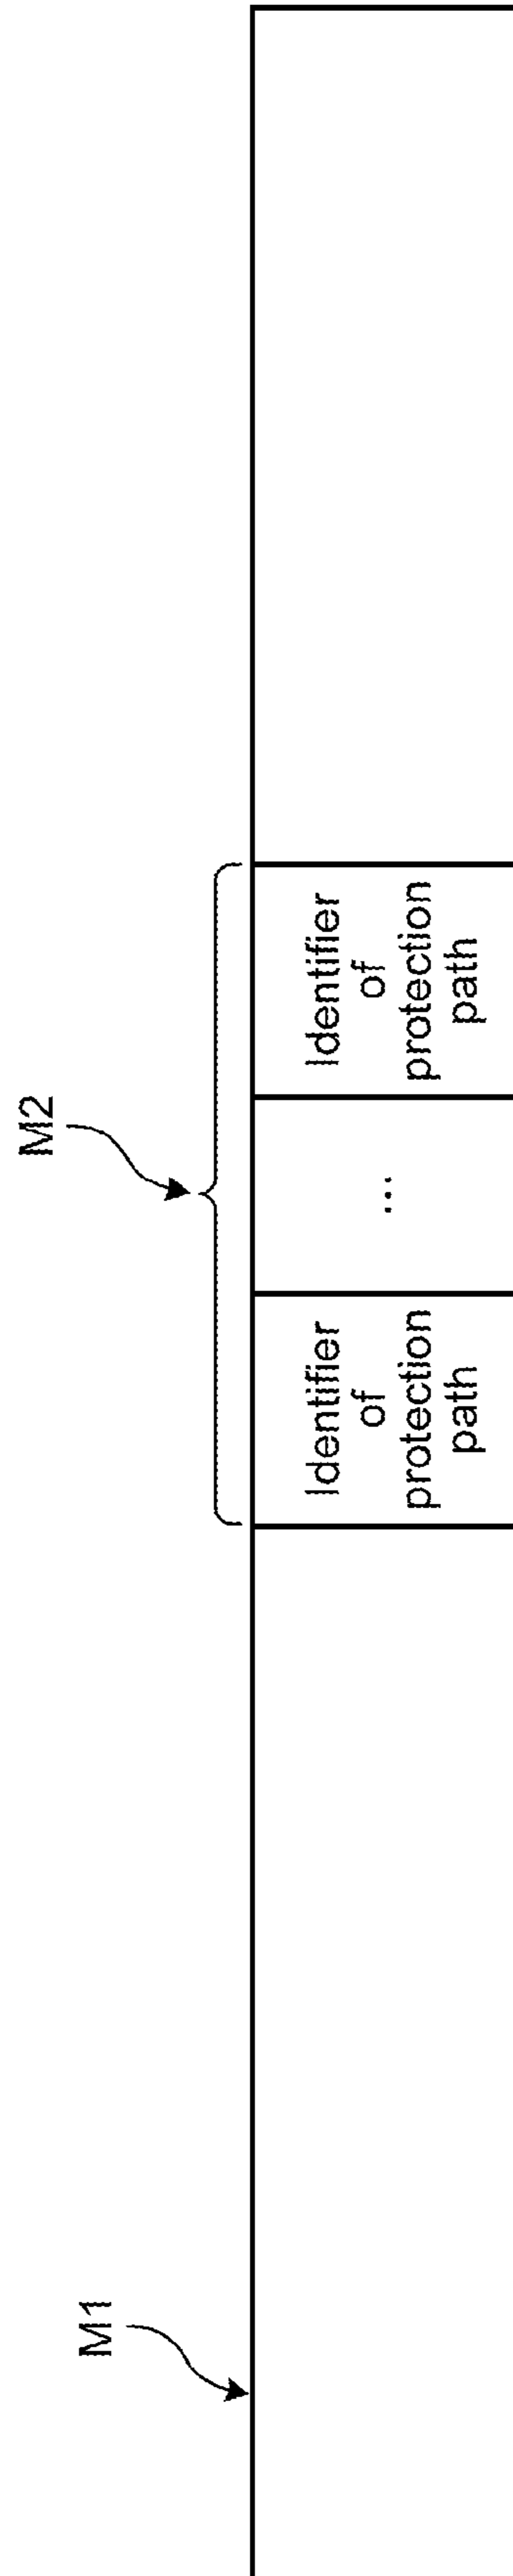 M1
M2
Identifier
of
protection
path
...
Identifier
of
protection
path